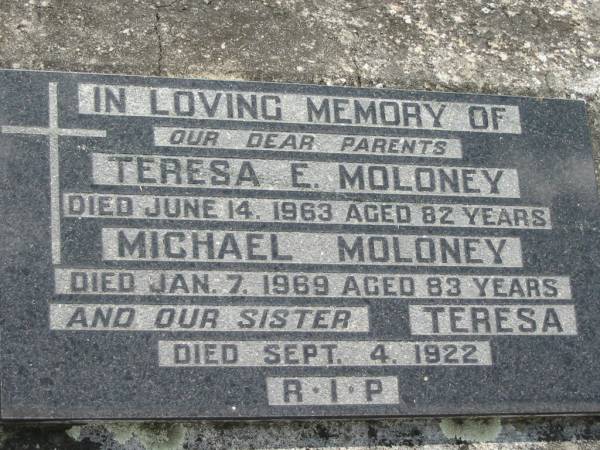 IN LOVING MEMORY OF
OUR DEAR PARENTS
TERESA E. MOLONEY
DIED JUNE 14. 1963 AGED 82 YEARS
MICHAEL MOLONEY
DIED JAN. 7. 1969 AGED 83 YEARS
AND OUR SISTER TERESA
DIED SEPT. 4. 1922
R·I·P